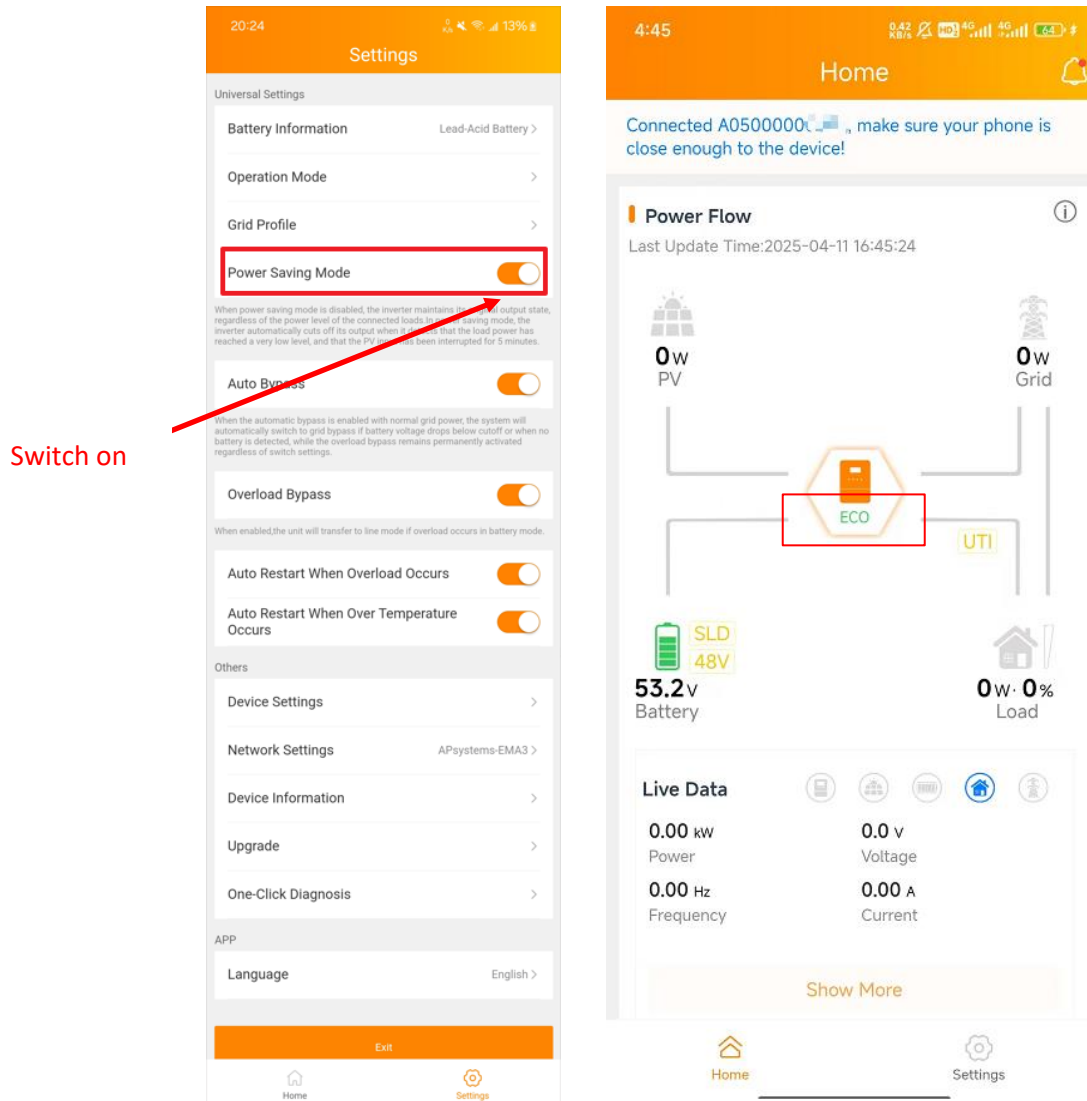 20:24
0 K/s 13%
Settings
Universal Settings
Battery Information Lead-Acid Battery >
Operation Mode >
Grid Profile >
Power Saving Mode
When power saving mode is disabled, the inverter maintains its original output state,
regardless of the power level of the connected loads.In power saving mode, the
inverter automatically cuts off its output when it detects that the load power has
reached a very low level, and that the PV input has been interrupted for 5 minutes.
Auto Bypass
When the automatic bypass is enabled with normal grid power, the system will
automatically switch to grid bypass if battery voltage drops below cutoff or when no
battery is detected, while the overload bypass remains permanently activated
regardless of switch settings.
Overload Bypass
When enabled,the unit will transfer to line mode if overload occurs in battery mode.
Auto Restart When Overload Occurs
Auto Restart When Over Temperature
Occurs
Others
Device Settings >
Network Settings APsystems-EMA3 >
Device Information >
Upgrade >
One-Click Diagnosis >
APP
Language English >
Exit
Home Settings
Switch on
4:45
0.42 KB/s HD 4G 4G 64
Home
Connected A0500000 , make sure your phone is
close enough to the device!
Power Flow
Last Update Time:2025-04-11 16:45:24
0w 0w
PV Grid
ECO
UTI
SLD
48V
53.2v 0w· 0%
Battery Load
Live Data
0.00 kW 0.0 V
Power Voltage
0.00 Hz 0.00 A
Frequency Current
Show More
Home Settings